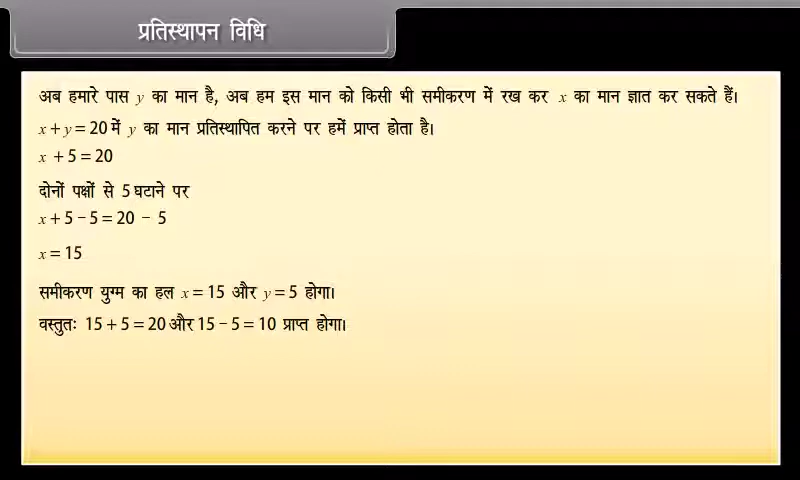 प्रतिस्थापन विधि
अब हमारे पास y का मान है, अब हम इस मान को किसी भी समीकरण में रख कर x का मान ज्ञात कर सकते हैं।
x + y = 20 में y का मान प्रतिस्थापित करने पर हमें प्राप्त होता है।
x + 5 = 20
दोनों पक्षों से 5 घटाने पर
x + 5 − 5 = 20 − 5
x = 15
समीकरण युग्म का हल x = 15 और y = 5 होगा।
वस्तुतः 15 + 5 = 20 और 15 − 5 = 10 प्राप्त होगा।